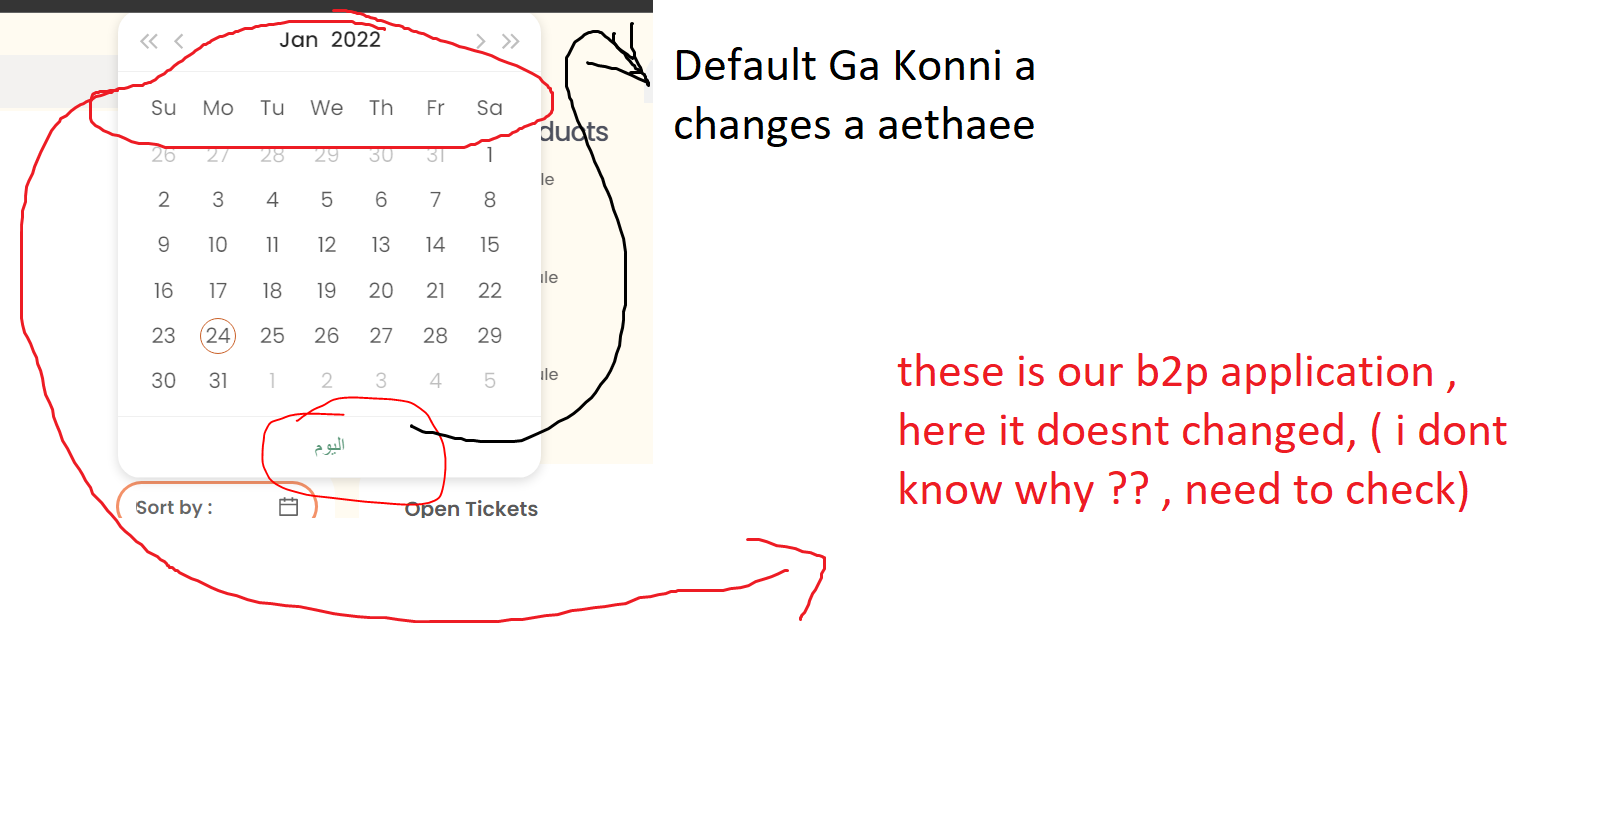 Jan 2022
Su Mo Tu We Th Fr Sa
26 27 28 29 30 31 1
2 3 4 5 6 7 8
9 10 11 12 13 14 15
16 17 18 19 20 21 22
23 24 25 26 27 28 29
30 31 1 2 3 4 5
اليوم
Sort by :
Open Tickets
ducts
le
ule
ule
Default Ga Konni a
changes a aethaee
these is our b2p application ,
here it doesnt changed, ( i dont
know why ?? , need to check)